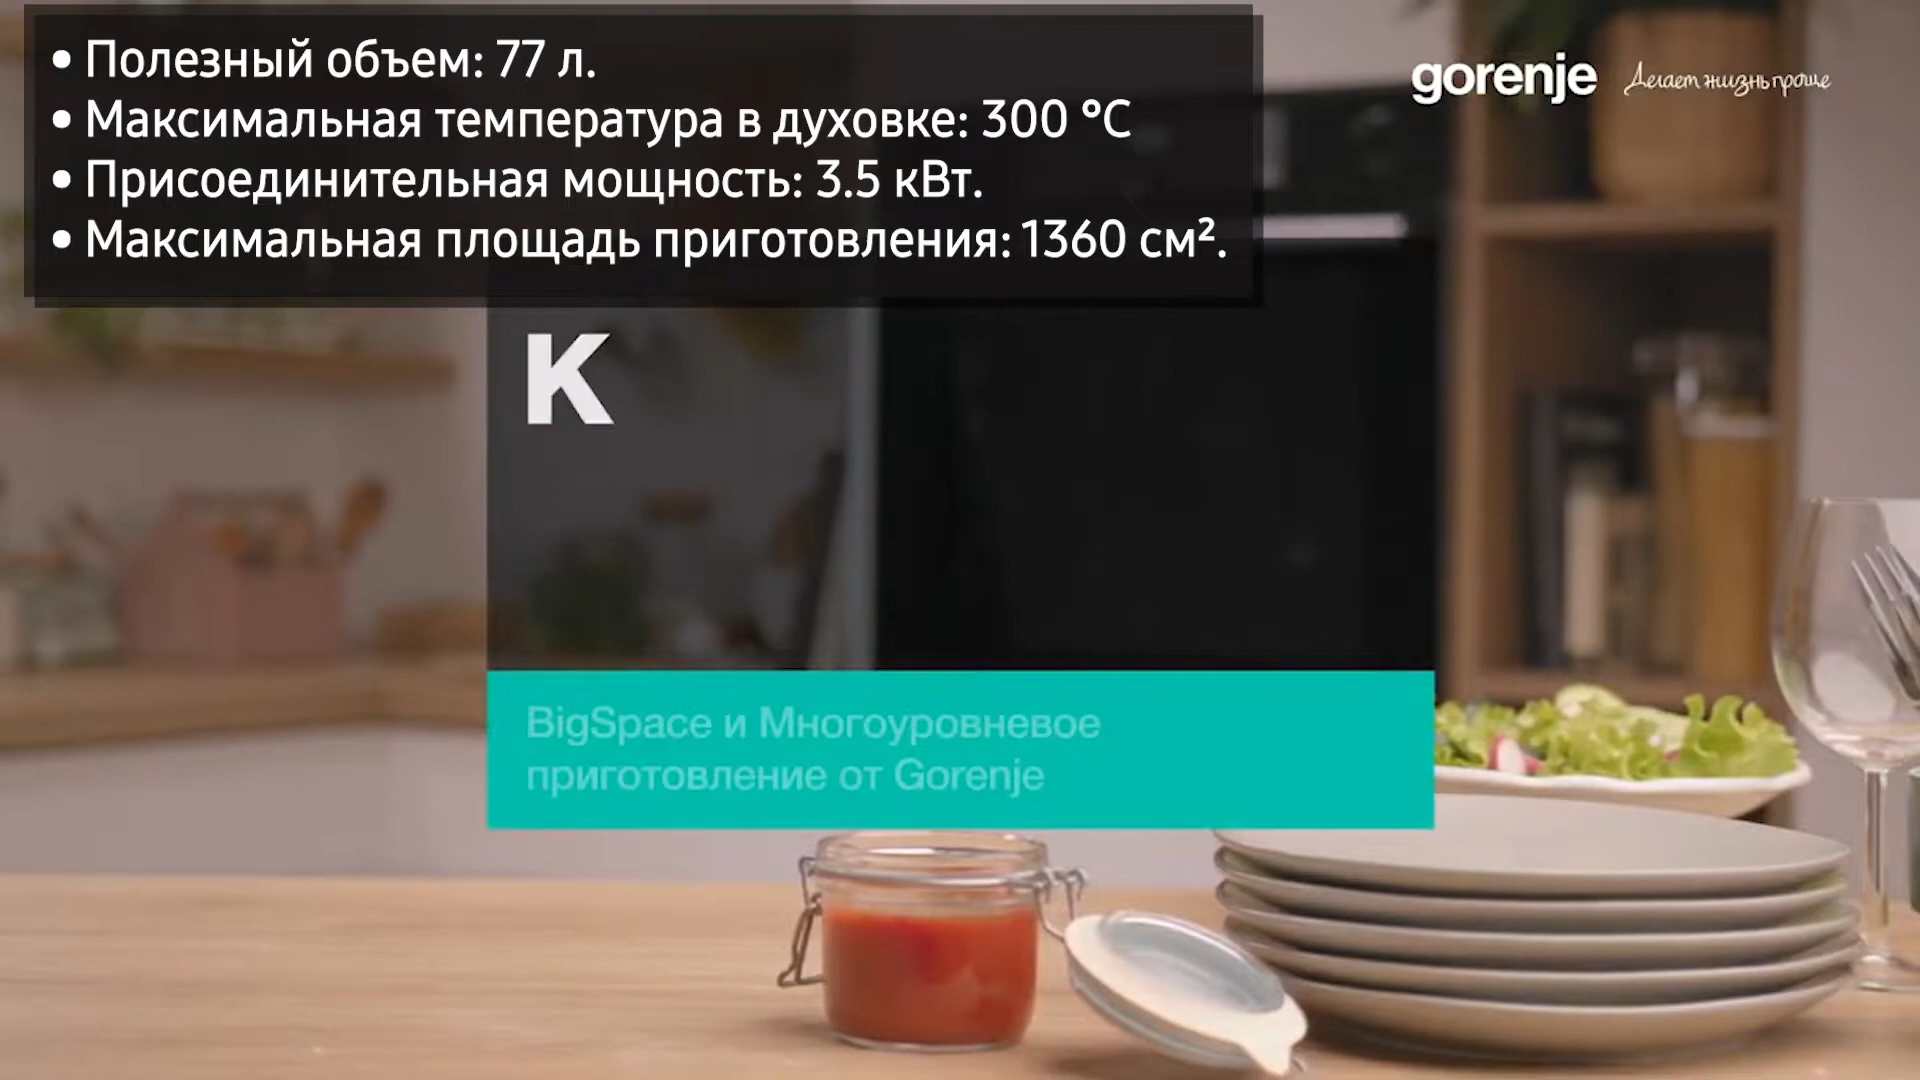 • Полезный объем: 77 л.
• Максимальная температура в духовке: 300 °C
• Присоединительная мощность: 3.5 кВт.
• Максимальная площадь приготовления: 1360 см².
gorenje Делает жизнь проще
К
BigSpace и Многоуровневое
приготовление от Gorenje